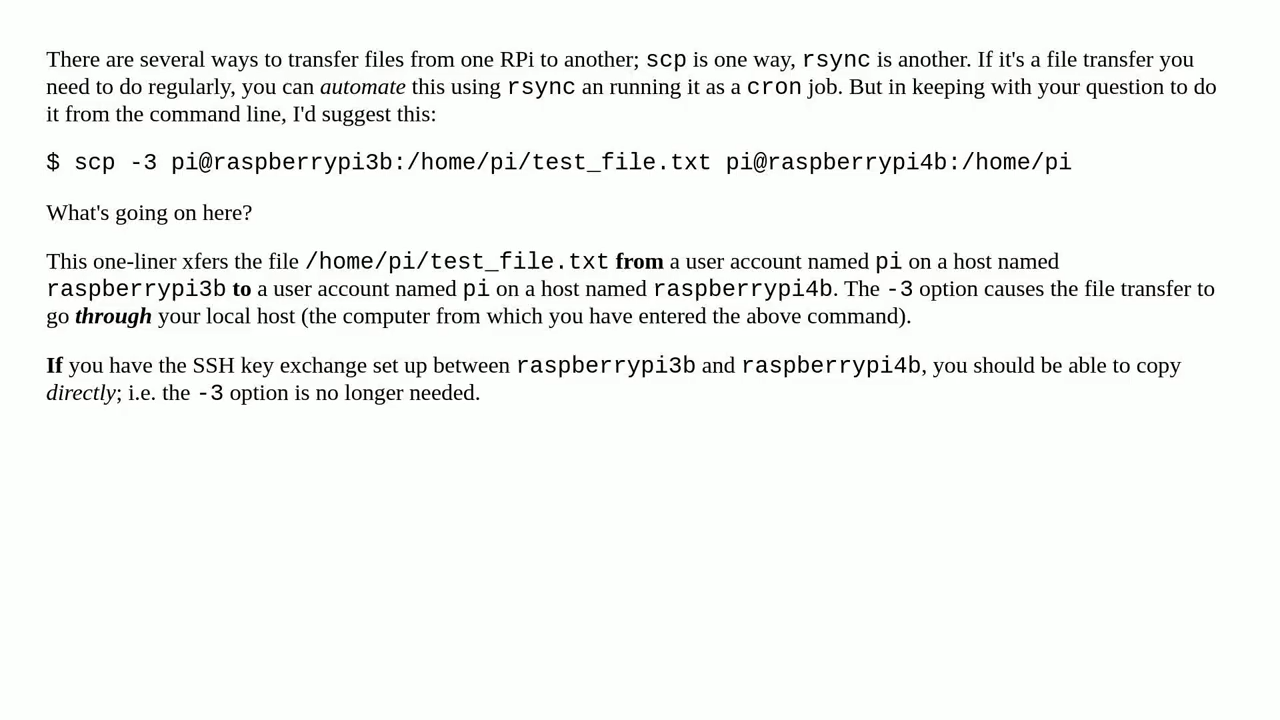 There are several ways to transfer files from one RPi to another; scp is one way, rsync is another. If it's a file transfer you
need to do regularly, you can automate this using rsync an running it as a cron job. But in keeping with your question to do
it from the command line, I'd suggest this:
$ scp -3 pi@raspberrypi3b:/home/pi/test_file.txt pi@raspberrypi4b:/home/pi
What's going on here?
This one-liner xfers the file /home/pi/test_file.txt from a user account named pi on a host named
raspberrypi3b to a user account named pi on a host named raspberrypi4b. The -3 option causes the file transfer to
go through your local host (the computer from which you have entered the above command).
If you have the SSH key exchange set up between raspberrypi3b and raspberrypi4b, you should be able to copy
directly; i.e. the -3 option is no longer needed.